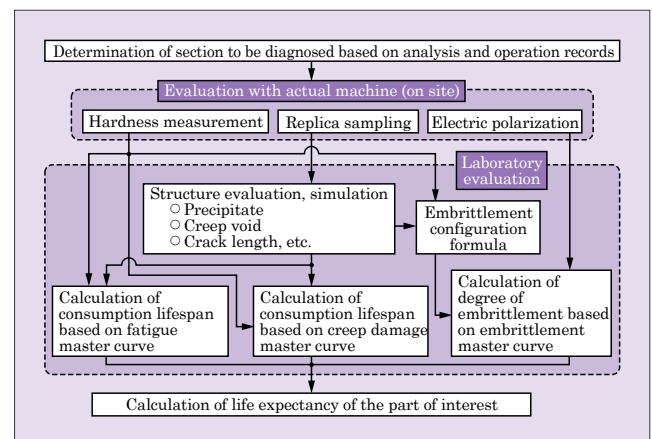 Determination of section to be diagnosed based on analysis and operation records
Evaluation with actual machine (on site)
Hardness measurement
Replica sampling
Electric polarization
Laboratory
evaluation
Structure evaluation, simulation
○ Precipitate
○ Creep void
○ Crack length, etc.
Embrittlement
configuration
formula
Calculation of
consumption lifespan
based on fatigue
master curve
Calculation of
consumption lifespan
based on creep damage
master curve
Calculation of
degree of
embrittlement based
on embrittlement
master curve
Calculation of life expectancy of the part of interest